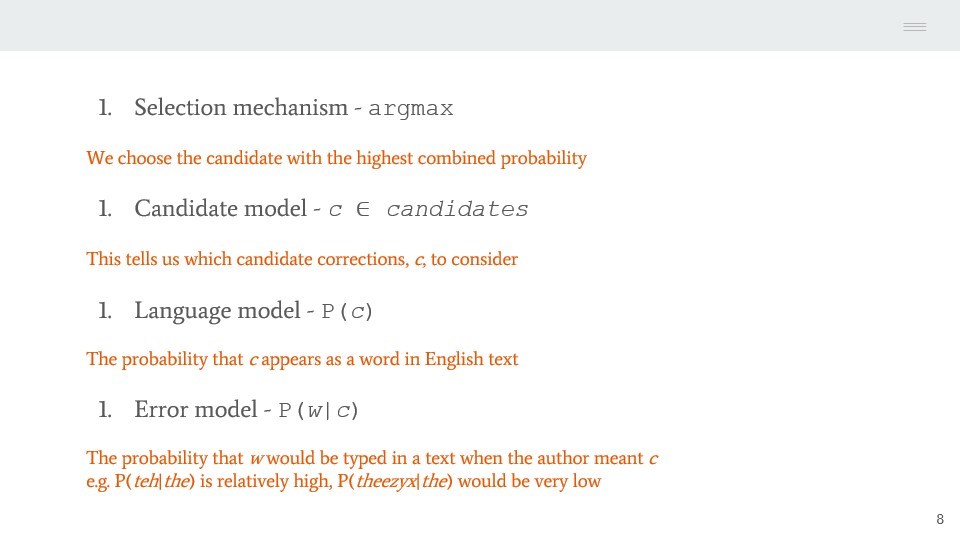 1. Selection mechanism - argmax
We choose the candidate with the highest combined probability
1. Candidate model - c ∈ candidates
This tells us which candidate corrections, c, to consider
1. Language model - P(c)
The probability that c appears as a word in English text
1. Error model - P(w|c)
The probability that w would be typed in a text when the author meant c
e.g. P(teh|the) is relatively high, P(theezyx|the) would be very low
8